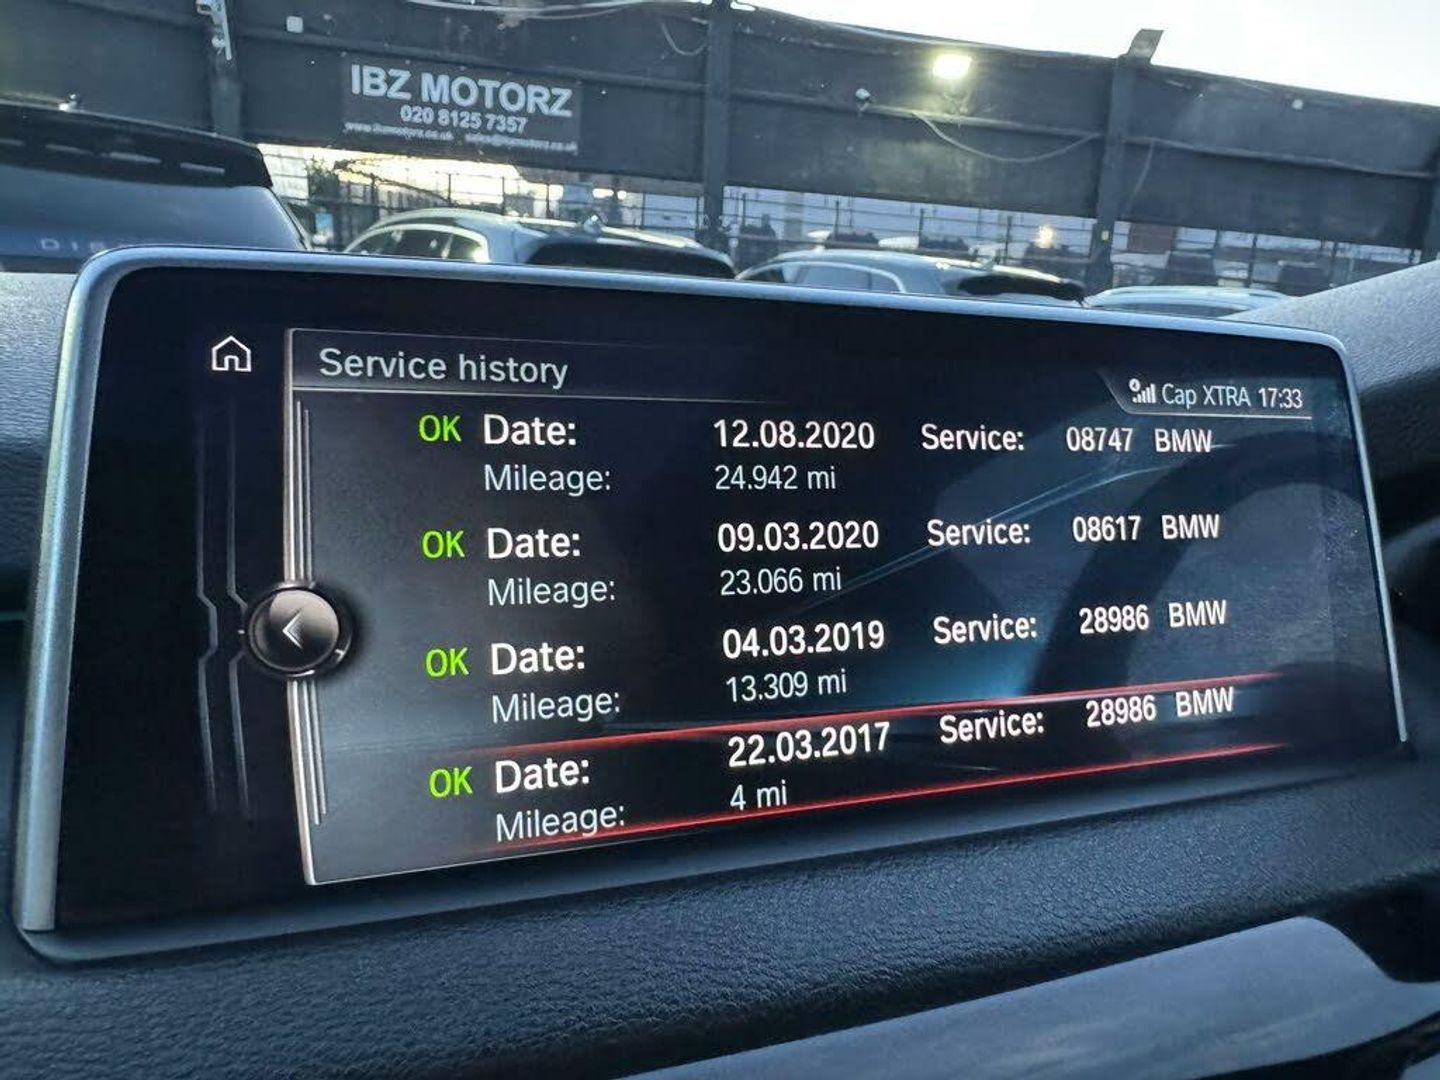 IBZ MOTORZ
020 8125 7357
Service history
Cap XTRA 17:33
OK Date: 12.08.2020 Service: 08747 BMW
Mileage: 24.942 mi
OK Date: 09.03.2020 Service: 08617 BMW
Mileage: 23.066 mi
OK Date: 04.03.2019 Service: 28986 BMW
Mileage: 13.309 mi
OK Date: 22.03.2017 Service: 28986 BMW
Mileage: 4 mi